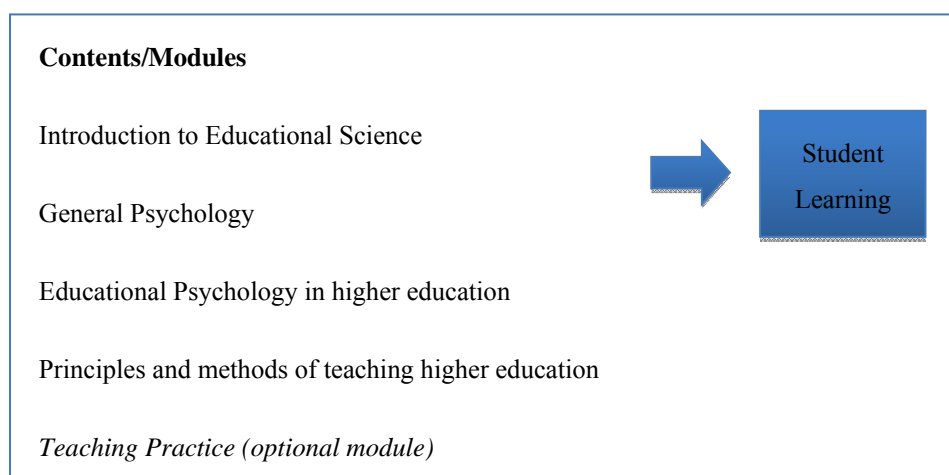 Contents/Modules
Introduction to Educational Science
General Psychology
Educational Psychology in higher education
Principles and methods of teaching higher education
Teaching Practice (optional module)
Student
Learning